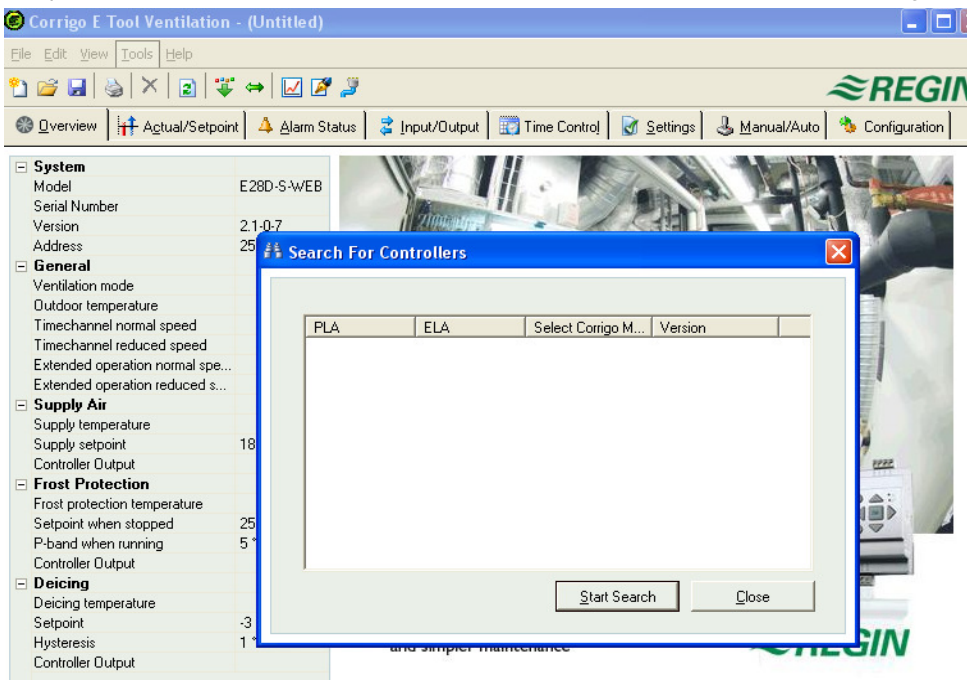 Corrigo E Tool Ventilation - (Untitled)
File Edit View Tools Help
REGIN
Overview Actual/Setpoint Alarm Status Input/Output Time Control Settings Manual/Auto Configuration
System
Model E28D-S-WEB
Serial Number
Version 2.1-0-7
Address 25
General
Ventilation mode
Outdoor temperature
Timechannel normal speed
Timechannel reduced speed
Extended operation normal spe...
Extended operation reduced s...
Supply Air
Supply temperature
Supply setpoint 18
Controller Output
Frost Protection
Frost protection temperature
Setpoint when stopped 25
P-band when running 5 °
Controller Output
Deicing
Deicing temperature
Setpoint -3
Hysteresis 1 °
Controller Output
Search For Controllers
PLA ELA Select Corrigo M... Version
Start Search Close
and simpler maintenance
REGIN